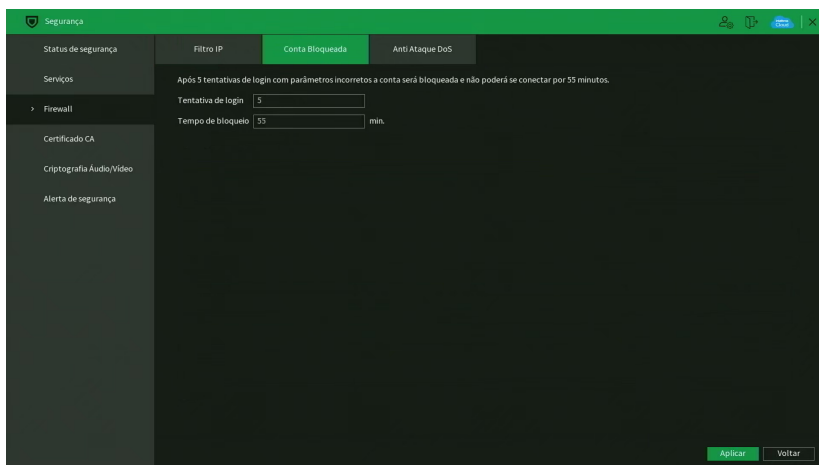 Segurança
Status de segurança
Serviços
> Firewall
Certificado CA
Criptografia Áudio/Vídeo
Alerta de segurança
Filtro IP
Conta Bloqueada
Anti Ataque DoS
Após 5 tentativas de login com parâmetros incorretos a conta será bloqueada e não poderá se conectar por 55 minutos.
Tentativa de login 5
Tempo de bloqueio 55 min.
Aplicar
Voltar